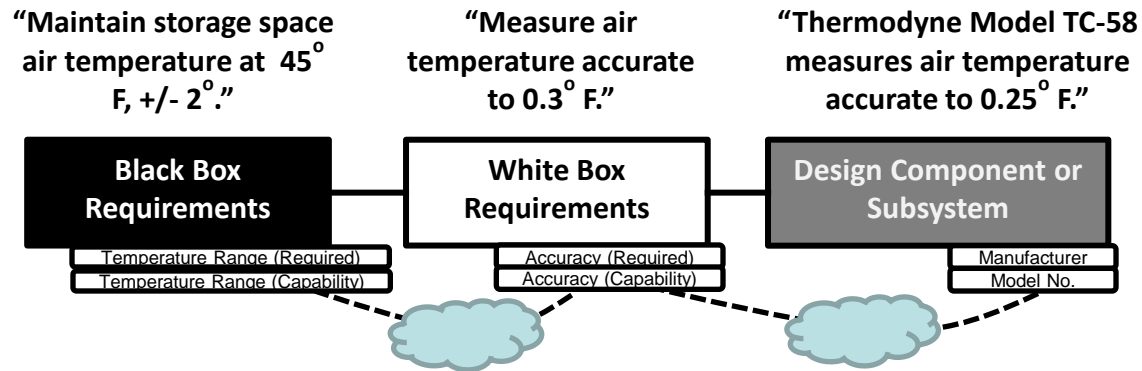 “Maintain storage space
air temperature at 45°
F, +/- 2°.”
“Measure air
temperature accurate
to 0.3° F.”
“Thermodyne Model TC-58
measures air temperature
accurate to 0.25° F.”
Black Box
Requirements
White Box
Requirements
Design Component or
Subsystem
Temperature Range (Required)
Temperature Range (Capability)
Accuracy (Required)
Accuracy (Capability)
Manufacturer
Model No.